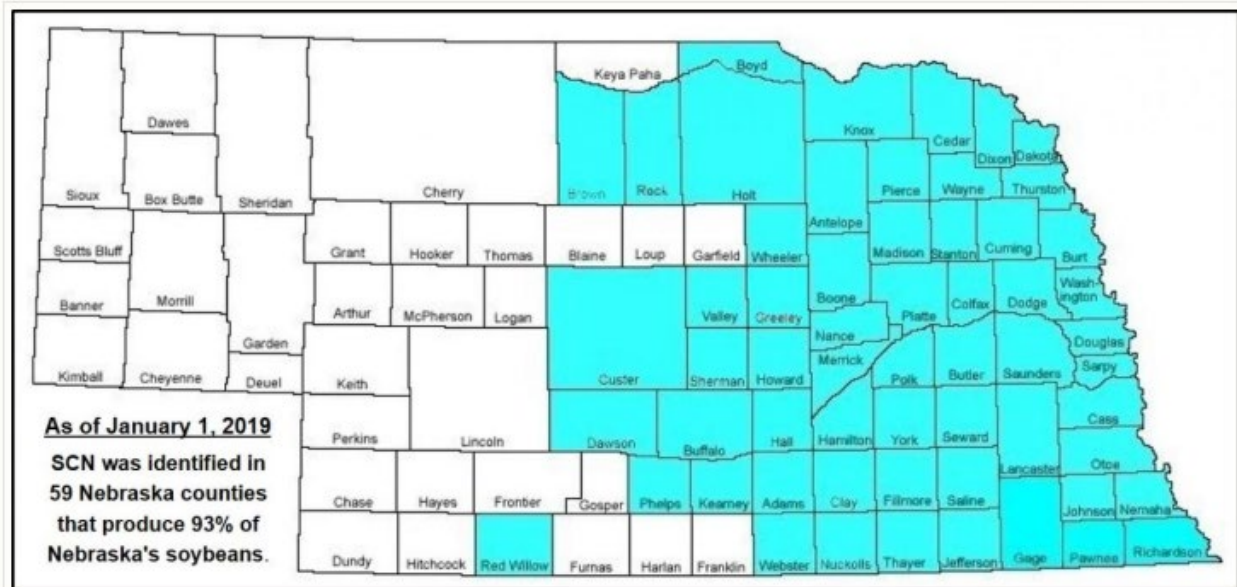 Boyd
Keya Paha
Dawes
Knox
Cedar
Dixon
Dakota
Sioux
Box Butte
Sheridan
Cherry
Brown
Rock
Holt
Pierce
Wayne
Thurston
Antelope
Scotts Bluff
Grant
Hooker
Thomas
Blaine
Loup
Garfield
Wheeler
Madison
Stanton
Cuming
Burt
Banner
Morrill
Arthur
McPherson
Logan
Valley
Greeley
Boone
Platte
Colfax
Dodge
Wash-
ington
Nance
Garden
Douglas
Kimball
Cheyenne
Deuel
Keith
Custer
Sherman
Howard
Merrick
Polk
Butler
Saunders
Sarpy
As of January 1, 2019
SCN was identified in
59 Nebraska counties
that produce 93% of
Nebraska's soybeans.
Perkins
Lincoln
Dawson
Buffalo
Hall
Hamilton
York
Seward
Cass
Lancaster
Otoe
Chase
Hayes
Frontier
Gosper
Phelps
Kearney
Adams
Clay
Fillmore
Saline
Johnson
Nemaha
Dundy
Hitchcock
Red Willow
Furnas
Harlan
Franklin
Webster
Nuckolls
Thayer
Jefferson
Gage
Pawnee
Richardson